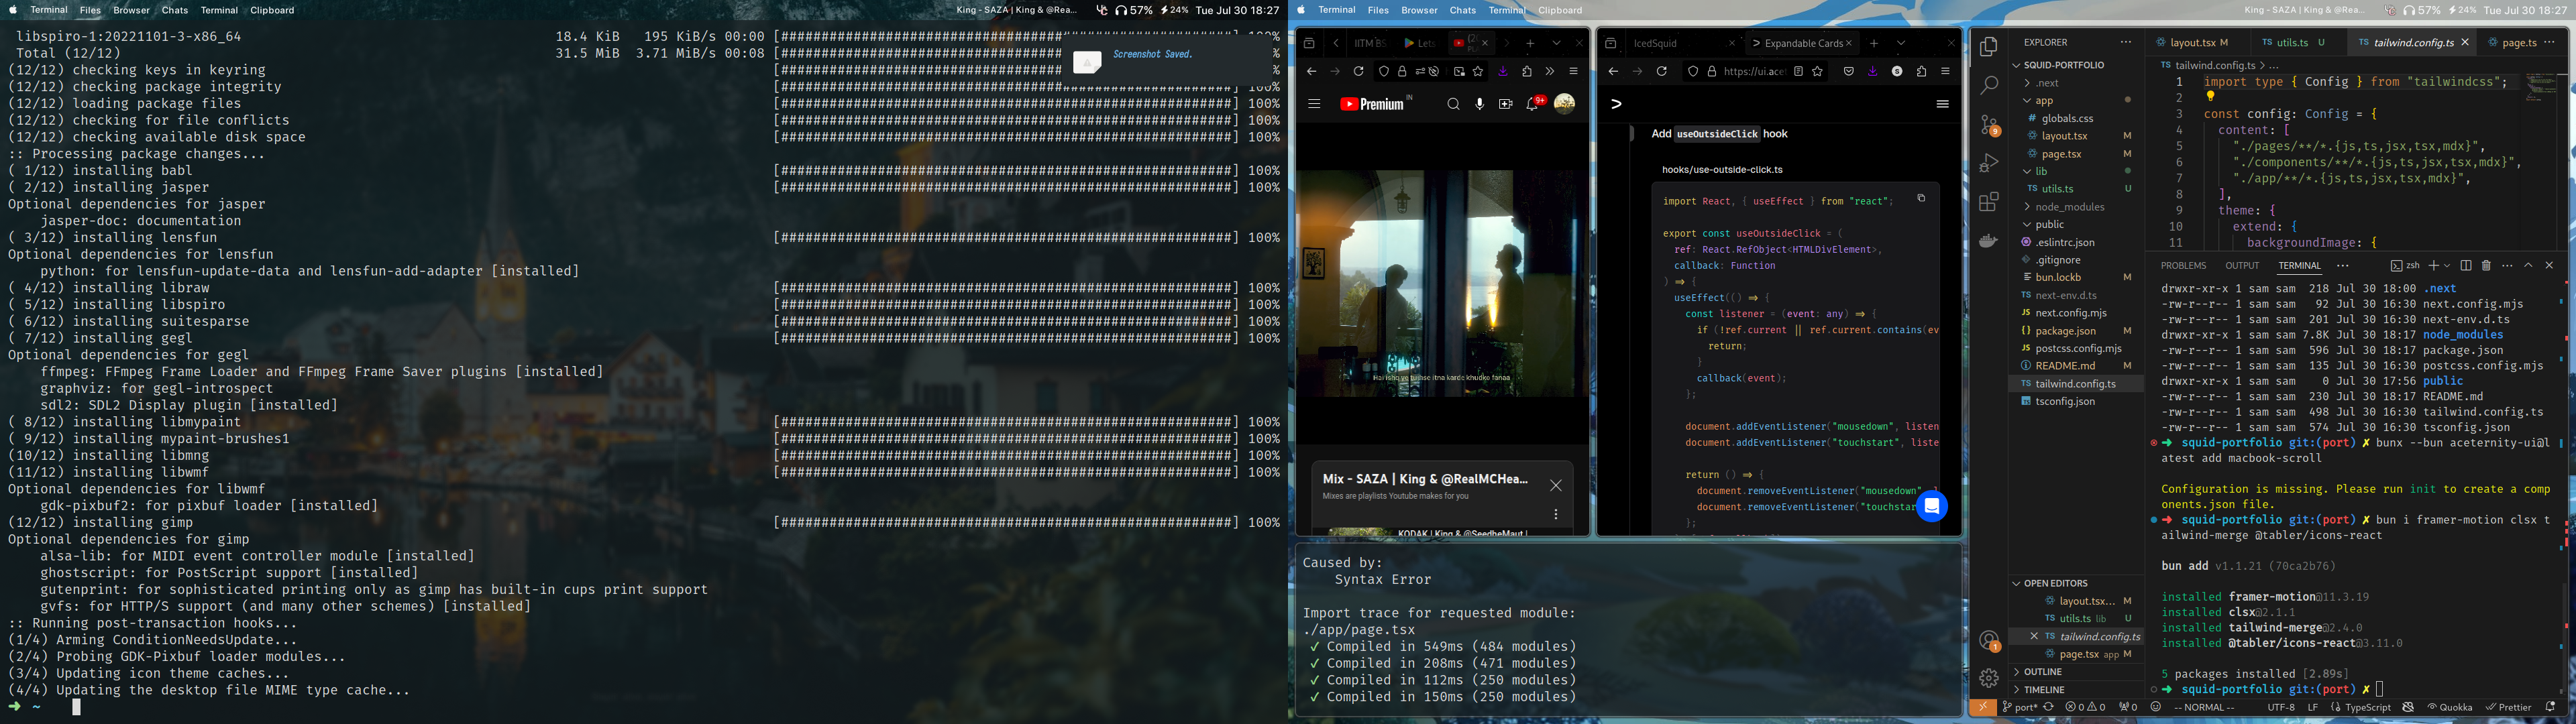 Terminal Files Browser Chats Terminal Clipboard
King - SAZA | King & @Rea... 57% 24% Tue Jul 30 18:27
libspiro-1:20221101-3-x86_64 18.4 KiB 195 KiB/s 00:00 [###################################] 100%
Total (12/12) 31.5 MiB 3.71 MiB/s 00:08 [###################################]
Screenshot Saved.
(12/12) checking keys in keyring
(12/12) checking package integrity
(12/12) loading package files [########################################################] 100%
(12/12) checking for file conflicts [########################################################] 100%
(12/12) checking available disk space [########################################################] 100%
:: Processing package changes...
( 1/12) installing babl [########################################################] 100%
( 2/12) installing jasper [########################################################] 100%
Optional dependencies for jasper
jasper-doc: documentation
( 3/12) installing lensfun [########################################################] 100%
Optional dependencies for lensfun
python: for lensfun-update-data and lensfun-add-adapter [installed]
( 4/12) installing libraw [########################################################] 100%
( 5/12) installing libspiro [########################################################] 100%
( 6/12) installing suitesparse [########################################################] 100%
( 7/12) installing gegl [########################################################] 100%
Optional dependencies for gegl
ffmpeg: FFmpeg Frame Loader and FFmpeg Frame Saver plugins [installed]
graphviz: for gegl-introspect
sdl2: SDL2 Display plugin [installed]
( 8/12) installing libmypaint [########################################################] 100%
( 9/12) installing mypaint-brushes1 [########################################################] 100%
(10/12) installing libmng [########################################################] 100%
(11/12) installing libwmf [########################################################] 100%
Optional dependencies for libwmf
gdk-pixbuf2: for pixbuf loader [installed]
(12/12) installing gimp [########################################################] 100%
Optional dependencies for gimp
alsa-lib: for MIDI event controller module [installed]
ghostscript: for PostScript support [installed]
gutenprint: for sophisticated printing only as gimp has built-in cups print support
gvfs: for HTTP/S support (and many other schemes) [installed]
:: Running post-transaction hooks...
(1/4) Arming ConditionNeedsUpdate...
(2/4) Probing GDK-Pixbuf loader modules...
(3/4) Updating icon theme caches...
(4/4) Updating the desktop file MIME type cache...
➜ ~
Terminal Files Browser Chats Terminal Clipboard
King - SAZA | King & @Rea... 57% 24% Tue Jul 30 18:27
IITM BS Lets
Premium IN 9+
Har ishq ye tumse itna karde khudko fanaa
Mix - SAZA | King & @RealMCHea...
Mixes are playlists Youtube makes for you
KODAK | King & @SeedheMaut |
IcedSquid Expandable Cards
https://ui.ace
Add useOutsideClick hook
hooks/use-outside-click.ts
import React, { useEffect } from "react";
export const useOutsideClick = (
ref: React.RefObject<HTMLDivElement>,
callback: Function
) ⇒ {
useEffect(() ⇒ {
const listener = (event: any) ⇒ {
if (!ref.current || ref.current.contains(ev
return;
}
callback(event);
};
document.addEventListener("mousedown", listen
document.addEventListener("touchstart", liste
return () ⇒ {
document.removeEventListener("mousedown",
document.removeEventListener("touchstar
};
Caused by:
Syntax Error
Import trace for requested module:
./app/page.tsx
✓ Compiled in 549ms (484 modules)
✓ Compiled in 208ms (471 modules)
✓ Compiled in 112ms (250 modules)
✓ Compiled in 150ms (250 modules)
EXPLORER
SQUID-PORTFOLIO
.next
app
globals.css
layout.tsx M
page.tsx M
lib
utils.ts U
node_modules
public
.eslintrc.json
.gitignore
bun.lockb M
next-env.d.ts
next.config.mjs
package.json M
postcss.config.mjs
README.md M
tailwind.config.ts
tsconfig.json
OPEN EDITORS
layout.tsx... M
utils.ts lib U
tailwind.config.ts
page.tsx app M
OUTLINE
TIMELINE
layout.tsx M utils.ts U tailwind.config.ts page.ts
tailwind.config.ts > ...
1 import type { Config } from "tailwindcss";
2
3 const config: Config = {
4 content: [
5 "./pages/**/*.{js,ts,jsx,tsx,mdx}",
6 "./components/**/*.{js,ts,jsx,tsx,mdx}",
7 "./app/**/*.{js,ts,jsx,tsx,mdx}",
8 ],
9 theme: {
10 extend: {
11 backgroundImage: {
PROBLEMS OUTPUT TERMINAL zsh
drwxr-xr-x 1 sam sam 218 Jul 30 18:00 .next
-rw-r--r-- 1 sam sam 92 Jul 30 16:30 next.config.mjs
-rw-r--r-- 1 sam sam 201 Jul 30 16:30 next-env.d.ts
drwxr-xr-x 1 sam sam 7.8K Jul 30 18:17 node_modules
-rw-r--r-- 1 sam sam 596 Jul 30 18:17 package.json
-rw-r--r-- 1 sam sam 135 Jul 30 16:30 postcss.config.mjs
drwxr-xr-x 1 sam sam 0 Jul 30 17:56 public
-rw-r--r-- 1 sam sam 230 Jul 30 18:17 README.md
-rw-r--r-- 1 sam sam 498 Jul 30 16:30 tailwind.config.ts
-rw-r--r-- 1 sam sam 574 Jul 30 16:30 tsconfig.json
➜ squid-portfolio git:(port) ✗ bunx --bun aceternity-ui@l
atest add macbook-scroll
Configuration is missing. Please run init to create a comp
onents.json file.
➜ squid-portfolio git:(port) ✗ bun i framer-motion clsx t
ailwind-merge @tabler/icons-react
bun add v1.1.21 (70ca2b76)
installed framer-motion@11.3.19
installed clsx@2.1.1
installed tailwind-merge@2.4.0
installed @tabler/icons-react@3.11.0
5 packages installed [2.89s]
➜ squid-portfolio git:(port) ✗
port* 0 0 0 -- NORMAL -- UTF-8 LF TypeScript Quokka Prettier